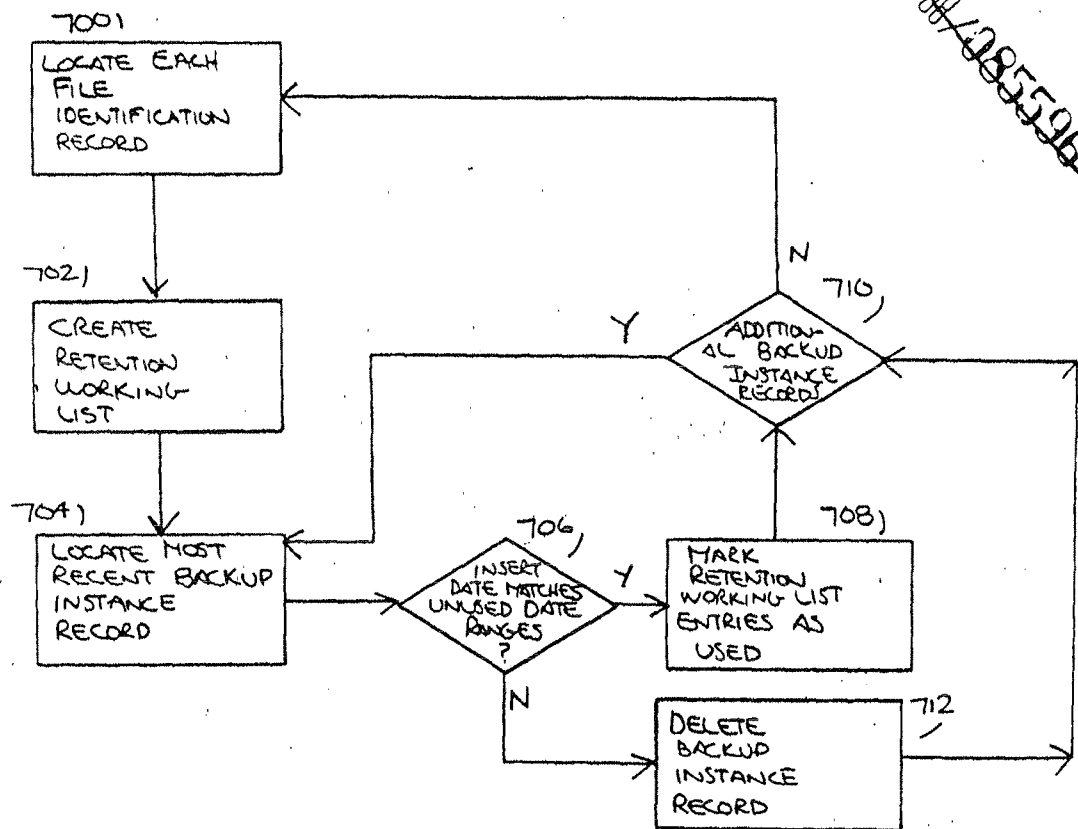 700)
LOCATE EACH
FILE
IDENTIFICATION
RECORD
702)
CREATE
RETENTION
WORKING
LIST
704)
LOCATE MOST
RECENT BACKUP
INSTANCE
RECORD
706)
INSERT
DATE MATCHES
UNUSED DATE
RANGES
?
Y
N
708)
MARK
RETENTION
WORKING LIST
ENTRIES AS
USED
710)
ADDITION-
AL BACKUP
INSTANCE
RECORDS
Y
N
712
DELETE
BACKUP
INSTANCE
RECORD